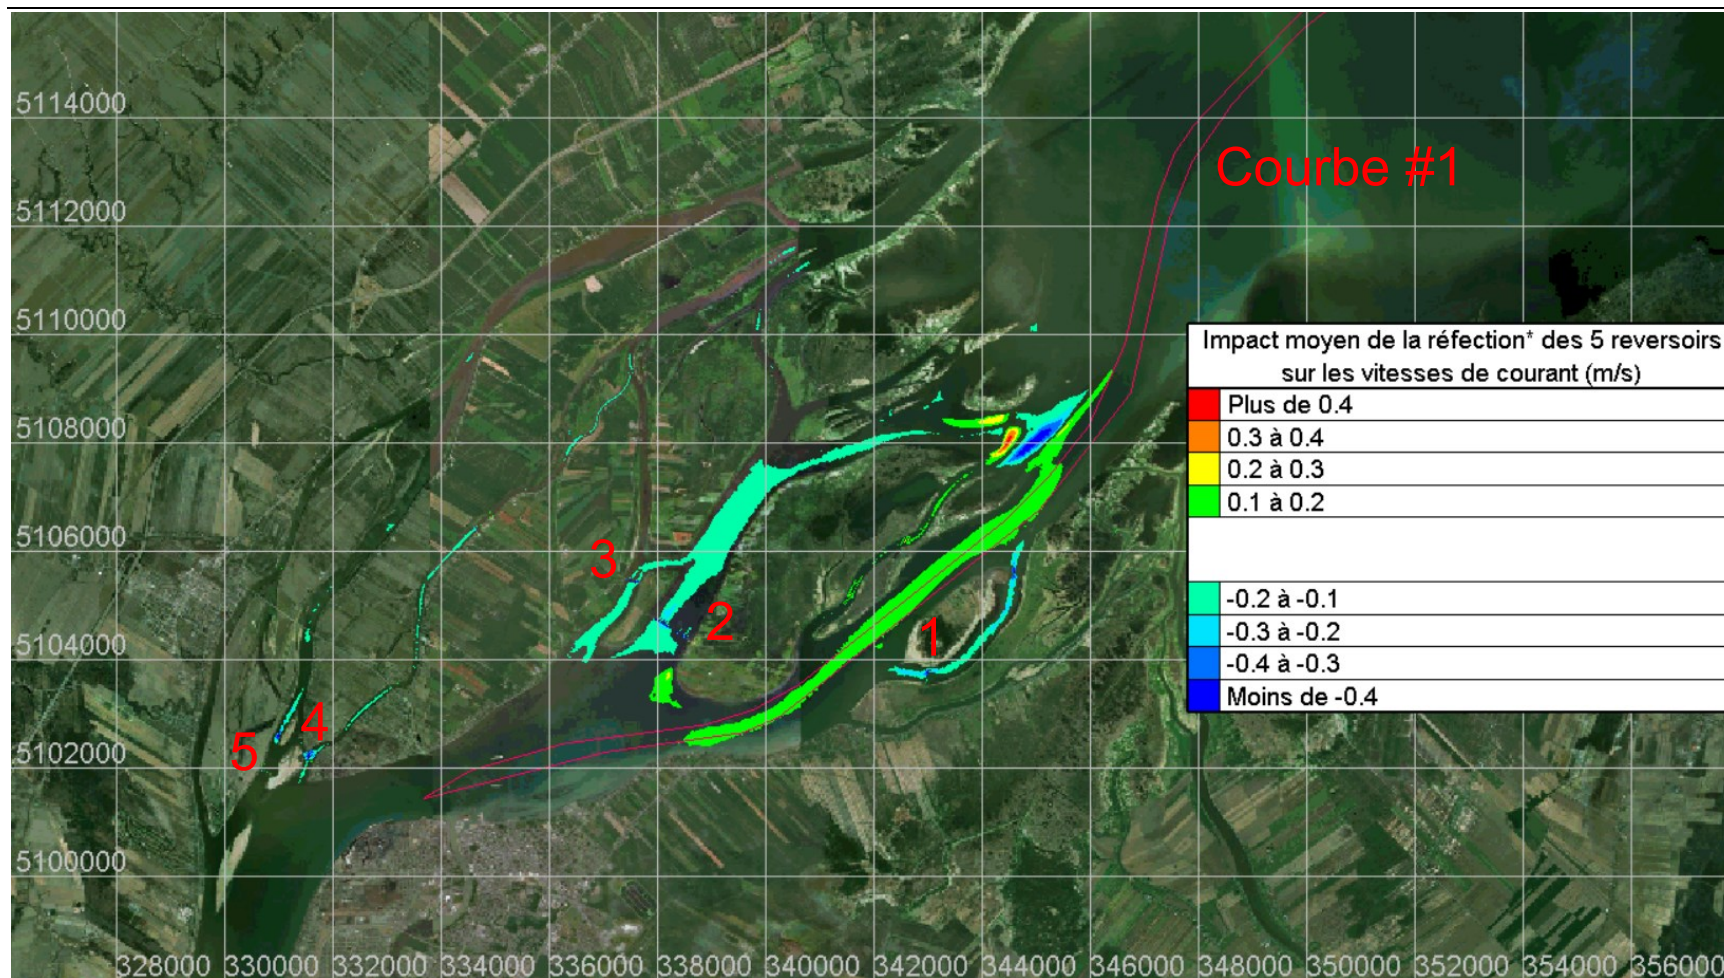 5114000
Courbe #1
5112000
5110000
Impact moyen de la réfection* des 5 reversoirs
sur les vitesses de courant (m/s)
Plus de 0.4
0.3 à 0.4
0.2 à 0.3
0.1 à 0.2
-0.2 à -0.1
-0.3 à -0.2
-0.4 à -0.3
Moins de -0.4
5108000
5106000
3
2
1
5104000
4
5
5102000
5100000
328000 330000 332000 334000 336000 338000 340000 342000 344000 346000 348000 350000 352000 354000 356000